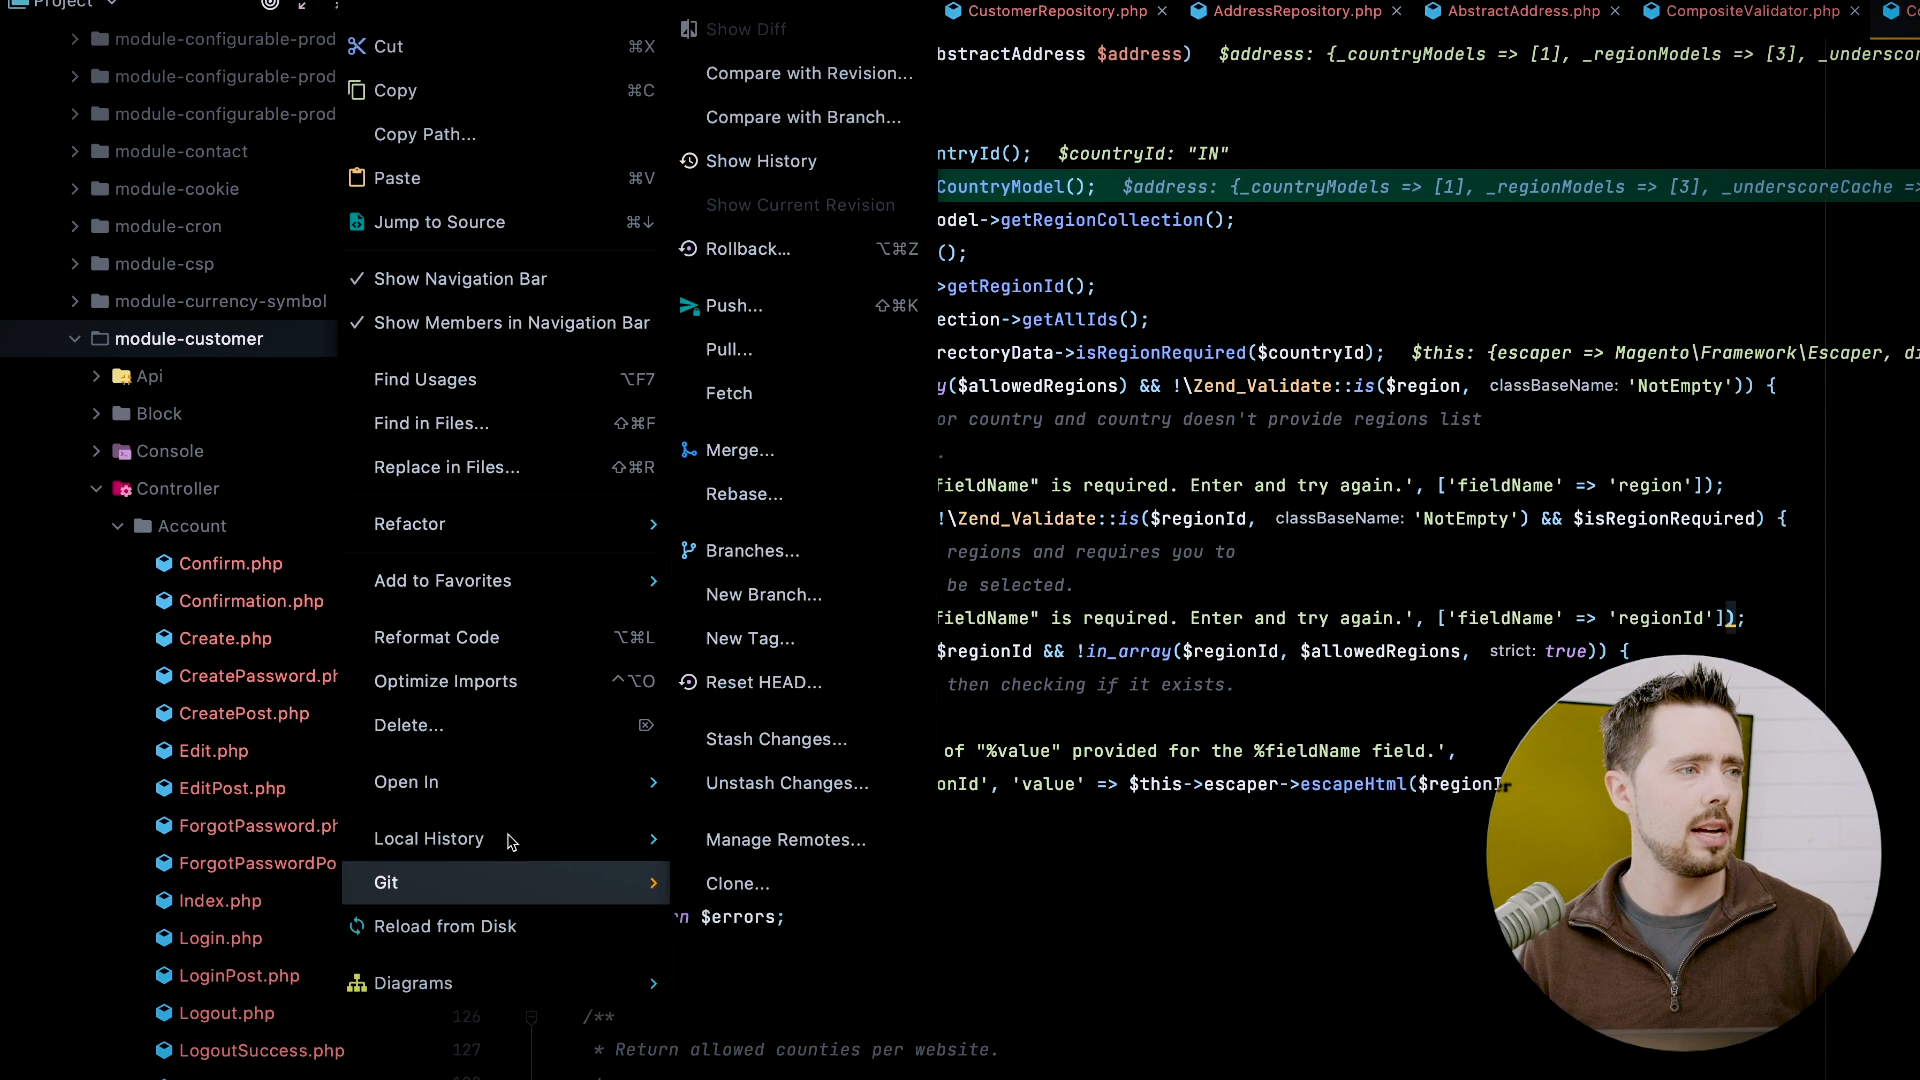 Project
module-configurable-prod
module-configurable-prod
module-configurable-prod
module-contact
module-cookie
module-cron
module-csp
module-currency-symbol
module-customer
Api
Block
Console
Controller
Account
Confirm.php
Confirmation.php
Create.php
CreatePassword.ph
CreatePost.php
Edit.php
EditPost.php
ForgotPassword.ph
ForgotPasswordPo
Index.php
Login.php
LoginPost.php
Logout.php
LogoutSuccess.php
Cut ⌘X
Copy ⌘C
Copy Path...
Paste ⌘V
Jump to Source ⌘↓
Show Navigation Bar
Show Members in Navigation Bar
Find Usages ⌥F7
Find in Files... ⇧⌘F
Replace in Files... ⇧⌘R
Refactor
Add to Favorites
Reformat Code ⌥⌘L
Optimize Imports ^⌥O
Delete... ⌦
Open In
Local History
Git
Reload from Disk
Diagrams
Show Diff
Compare with Revision...
Compare with Branch...
Show History
Show Current Revision
Rollback... ⌥⌘Z
Push... ⇧⌘K
Pull...
Fetch
Merge...
Rebase...
Branches...
New Branch...
New Tag...
Reset HEAD...
Stash Changes...
Unstash Changes...
Manage Remotes...
Clone...
CustomerRepository.php × AddressRepository.php × AbstractAddress.php × CompositeValidator.php ×
bstractAddress $address) $address: {_countryModels => [1], _regionModels => [3], _underscor
ntryId(); $countryId: "IN"
CountryModel(); $address: {_countryModels => [1], _regionModels => [3], _underscoreCache =>
odel->getRegionCollection();
();
>getRegionId();
ection->getAllIds();
rectoryData->isRegionRequired($countryId); $this: {escaper => Magento\Framework\Escaper, di
y($allowedRegions) && !\Zend_Validate::is($region, classBaseName: 'NotEmpty')) {
or country and country doesn't provide regions list
.
fieldName" is required. Enter and try again.', ['fieldName' => 'region']);
!\Zend_Validate::is($regionId, classBaseName: 'NotEmpty') && $isRegionRequired) {
regions and requires you to
be selected.
fieldName" is required. Enter and try again.', ['fieldName' => 'regionId']);
$regionId && !in_array($regionId, $allowedRegions, strict: true)) {
then checking if it exists.
of "%value" provided for the %fieldName field.',
onId', 'value' => $this->escaper->escapeHtml($regionI
rn $errors;
126 /**
127 * Return allowed counties per website.